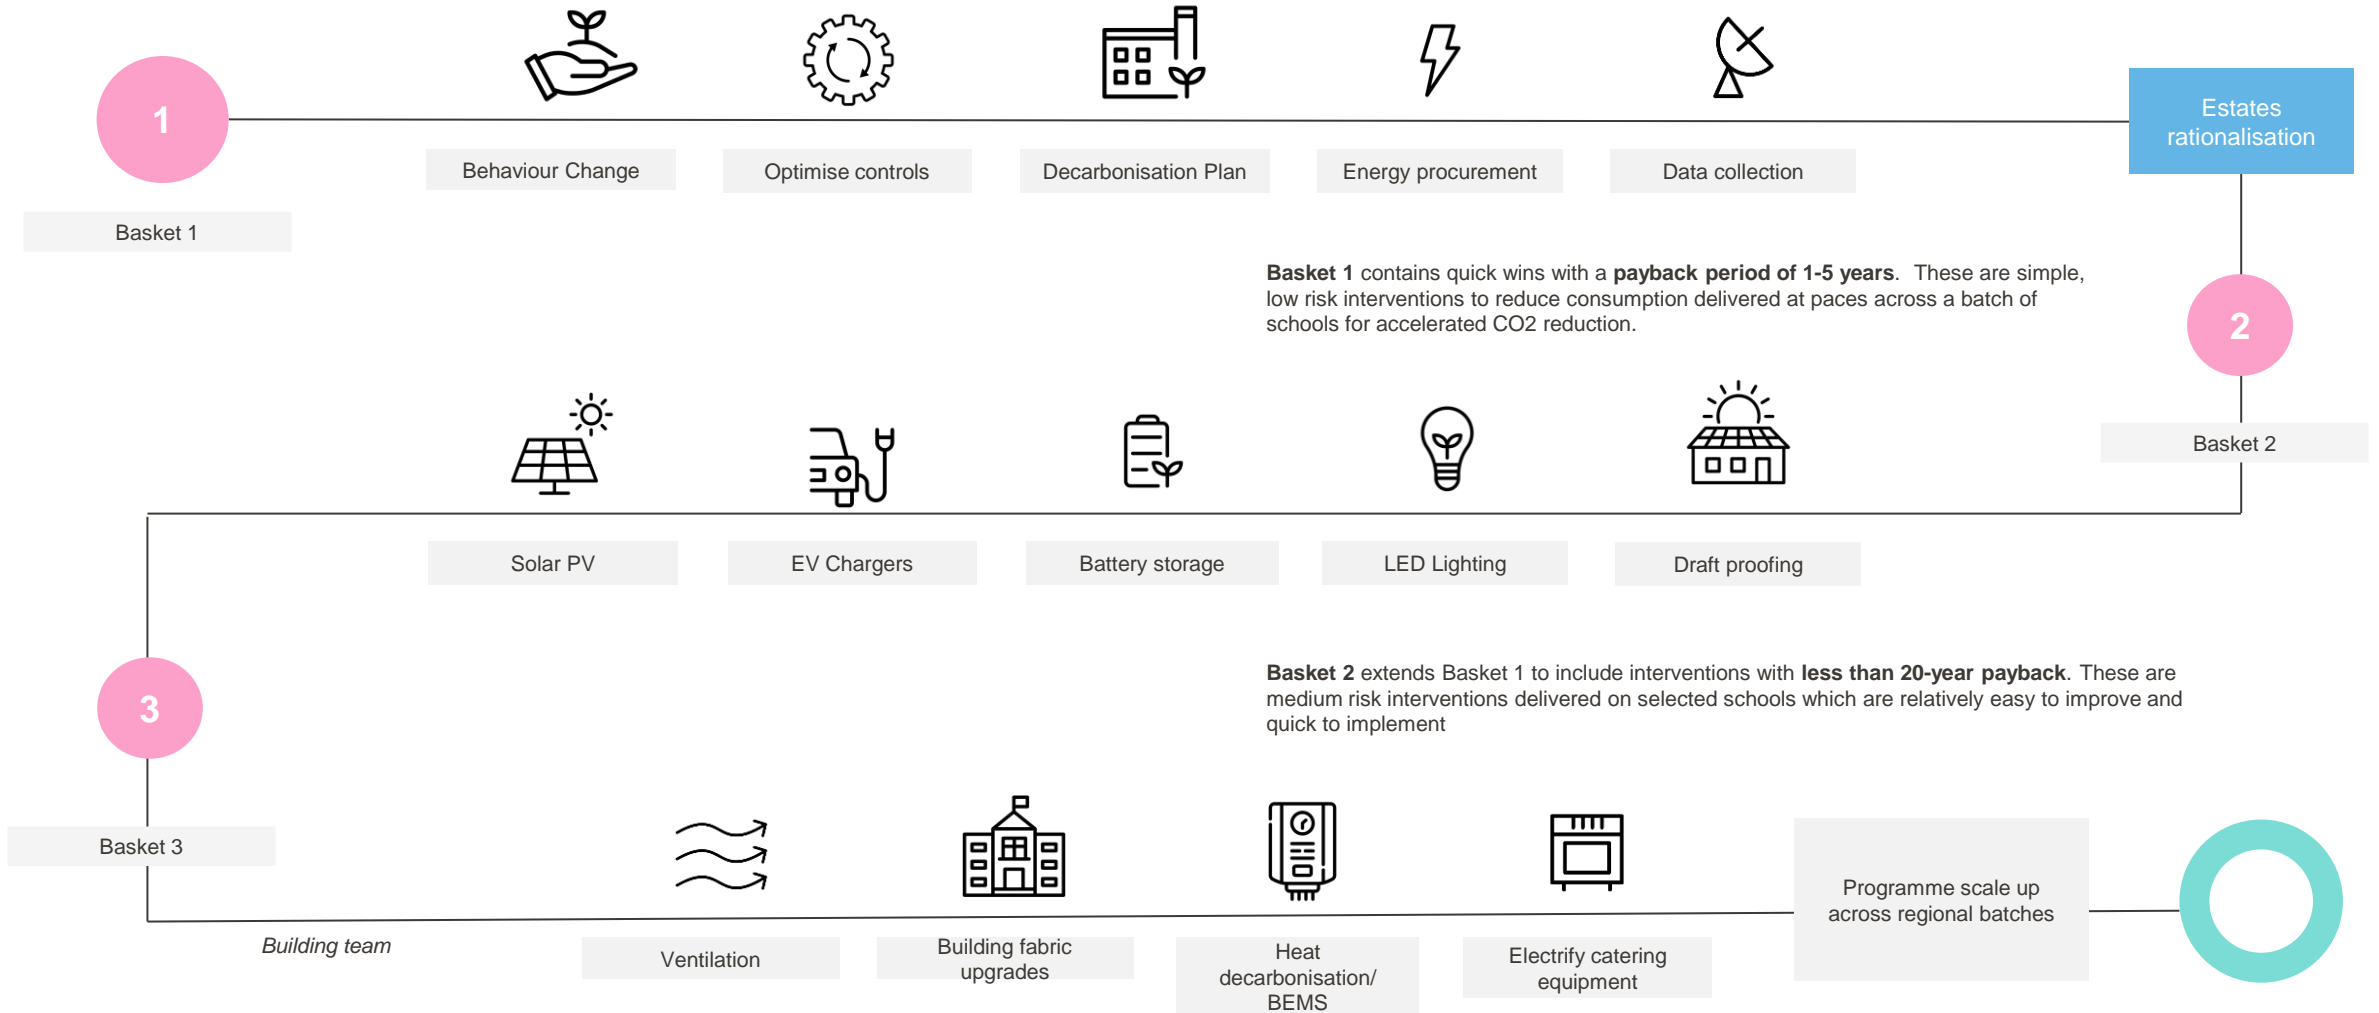 1
Estates
rationalisation
Behaviour Change
Optimise controls
Decarbonisation Plan
Energy procurement
Data collection
Basket 1
Basket 1 contains quick wins with a payback period of 1-5 years. These are simple,
low risk interventions to reduce consumption delivered at paces across a batch of
schools for accelerated CO2 reduction.
2
Basket 2
Solar PV
EV Chargers
Battery storage
LED Lighting
Draft proofing
Basket 2 extends Basket 1 to include interventions with less than 20-year payback. These are
medium risk interventions delivered on selected schools which are relatively easy to improve and
quick to implement
3
Basket 3
Building team
Ventilation
Building fabric
upgrades
Heat
decarbonisation/
BEMS
Electrify catering
equipment
Programme scale up
across regional batches